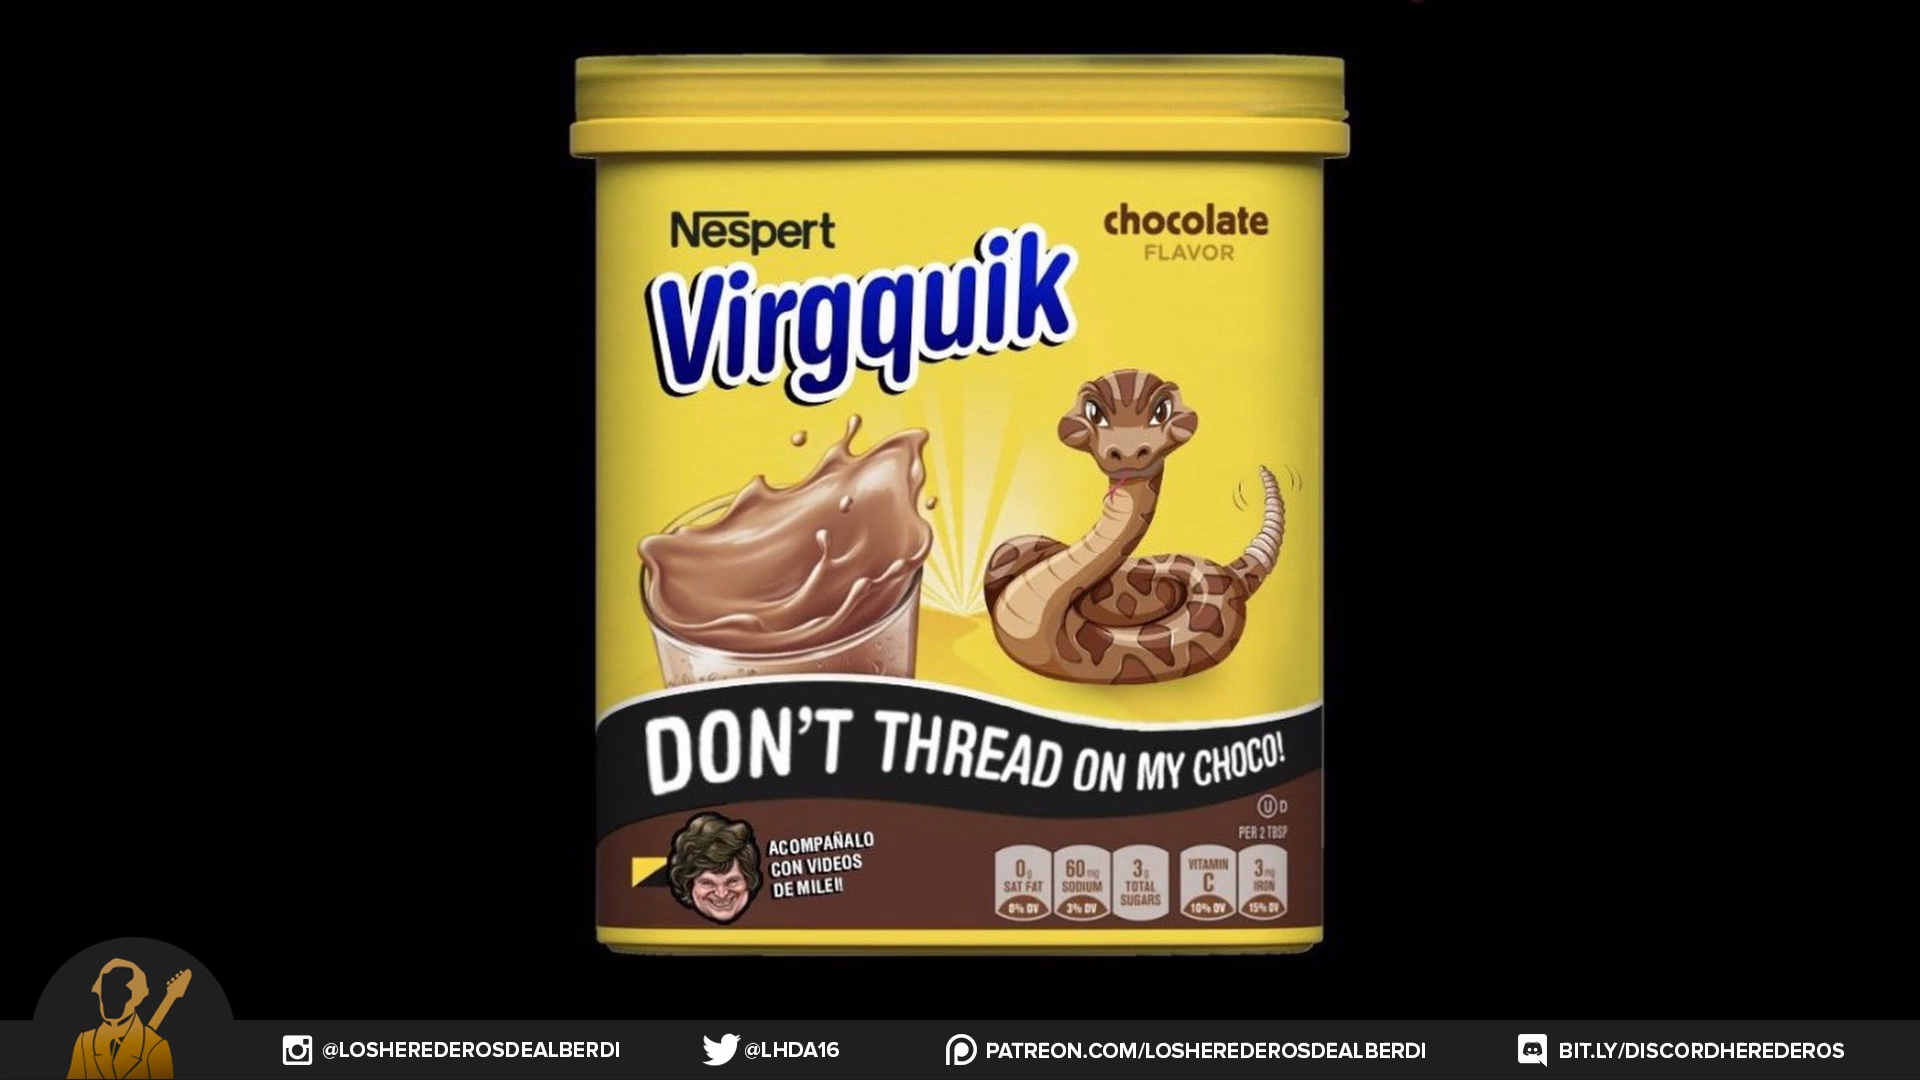 Nespert
chocolate
FLAVOR
Virgquik
DON'T THREAD ON MY CHOCO!
ACOMPAÑALO
CON VIDEOS
DE MILEI!
U D
PER 2 TBSP
0g
SAT FAT
0% DV
60mg
SODIUM
3% DV
3g
TOTAL
SUGARS
VITAMIN
C
10% DV
3mg
IRON
15% DV
@LOSHEREDEROSDEALBERDI
@LHDA16
PATREON.COM/LOSHEREDEROSDEALBERDI
BIT.LY/DISCORDHEREDEROS